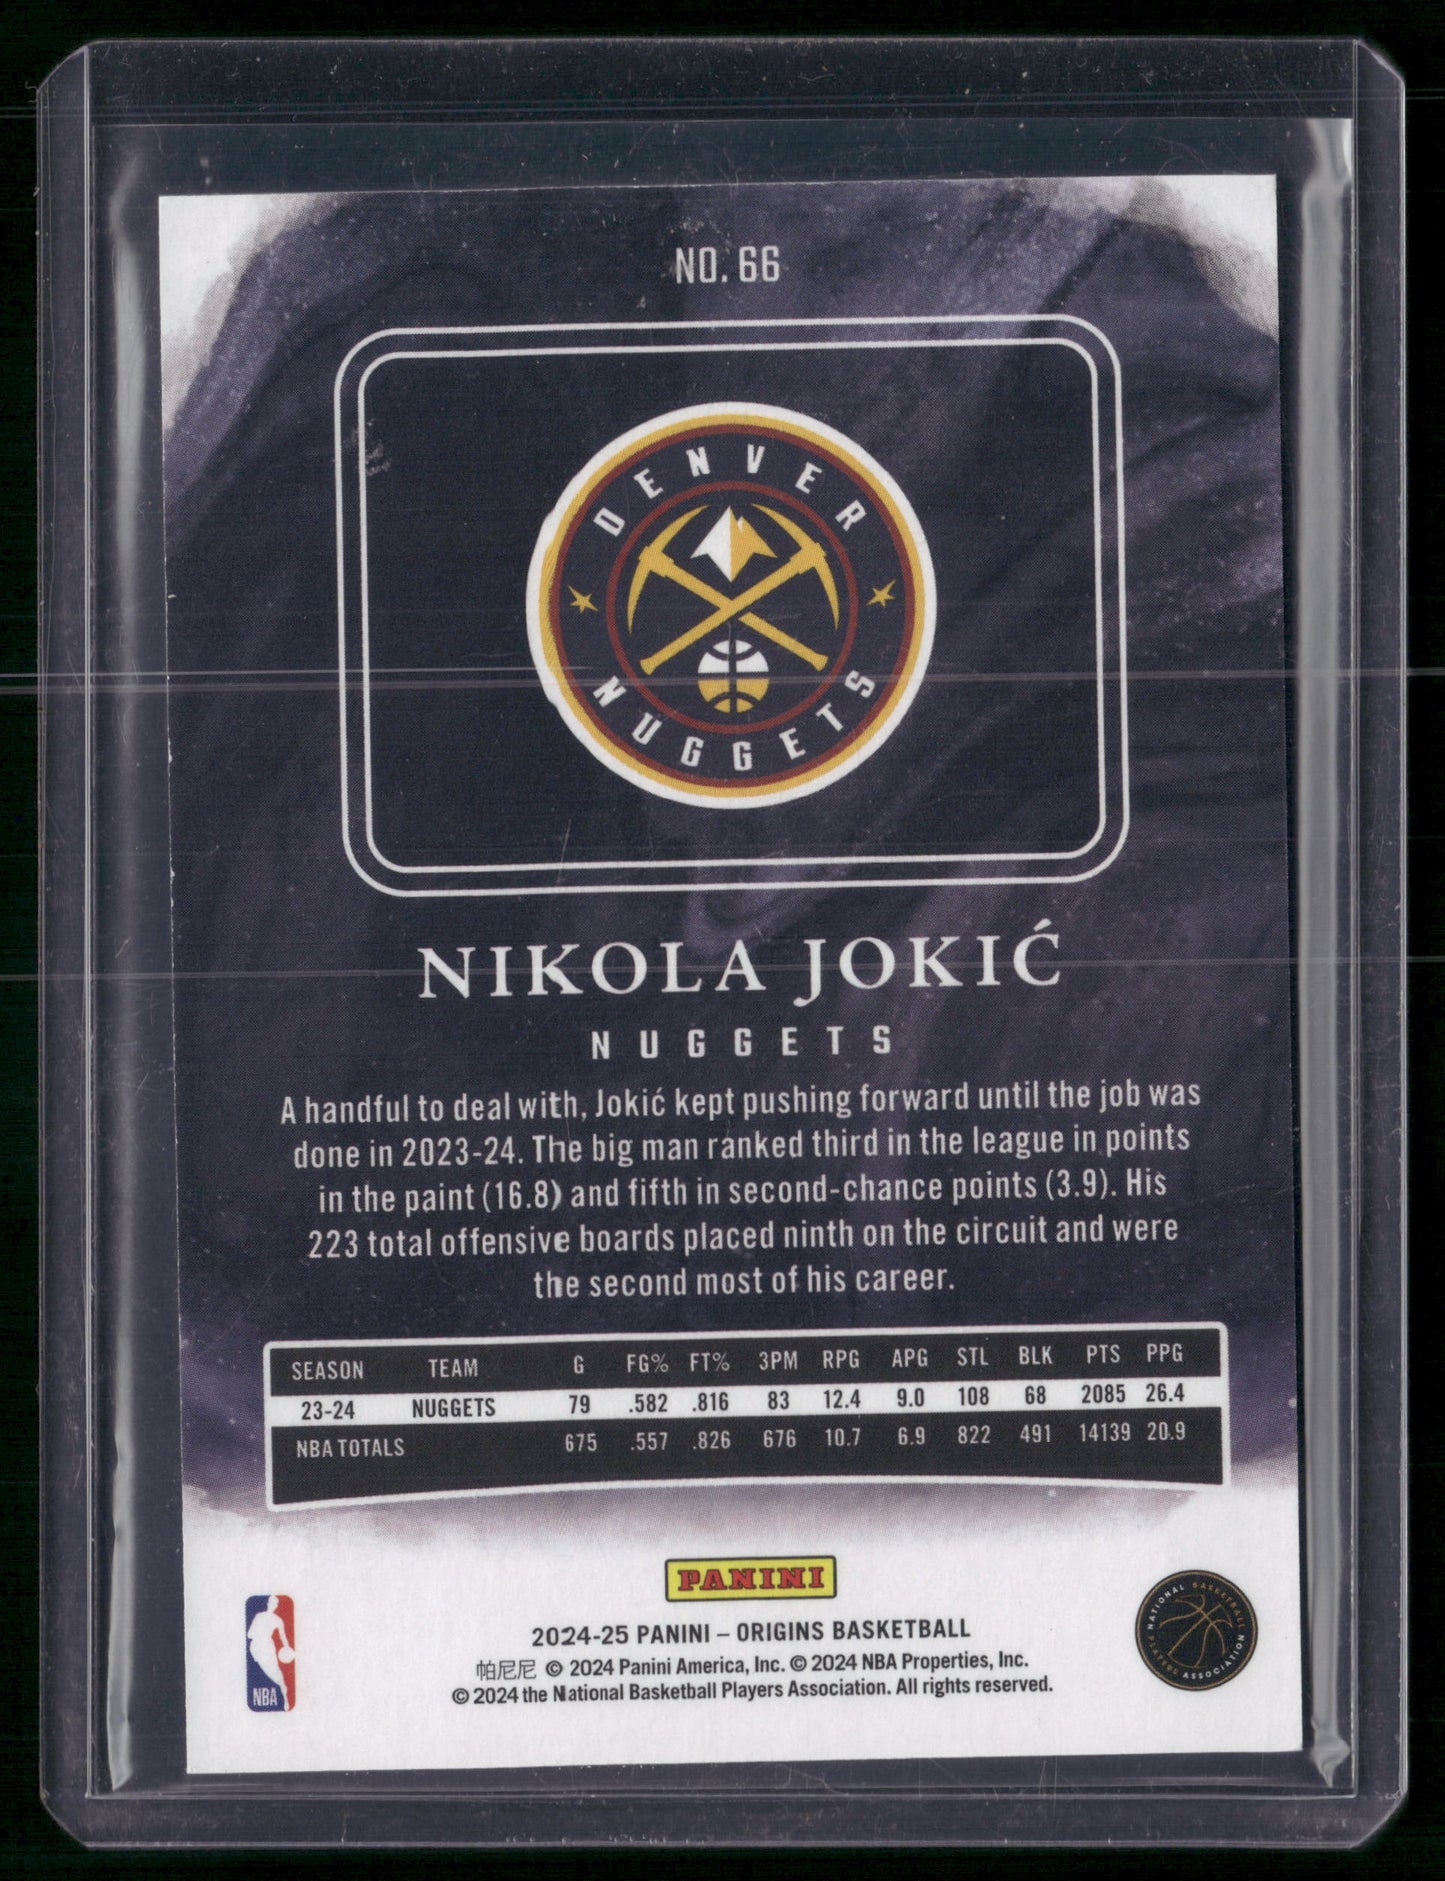 NO. 66
DENVER
NUGGETS
NIKOLA JOKIĆ
NUGGETS
A handful to deal with, Jokić kept pushing forward until the job was
done in 2023-24. The big man ranked third in the league in points
in the paint (16.8) and fifth in second-chance points (3.9). His
223 total offensive boards placed ninth on the circuit and were
the second most of his career.
SEASON TEAM G FG% FT% 3PM RPG APG STL BLK PTS PPG
23-24 NUGGETS 79 .582 .816 83 12.4 9.0 108 68 2085 26.4
NBA TOTALS 675 .557 .826 676 10.7 6.9 822 491 14139 20.9
PANINI
2024-25 PANINI – ORIGINS BASKETBALL
帕尼尼 © 2024 Panini America, Inc. © 2024 NBA Properties, Inc.
© 2024 the National Basketball Players Association. All rights reserved.
NBA
NATIONAL BASKETBALL
PLAYERS ASSOCIATION